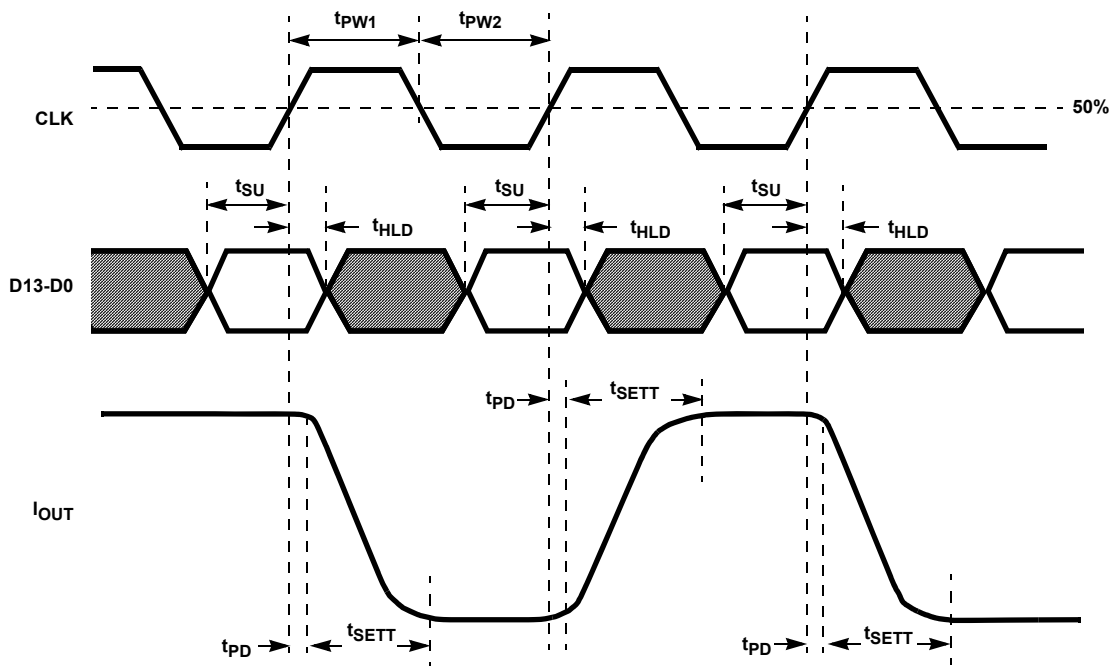 tPW1 tPW2
CLK
50%
tSU tSU tSU
tHLD tHLD tHLD
D13-D0
tPD tSETT
IOUT
tPD tSETT tPD tSETT